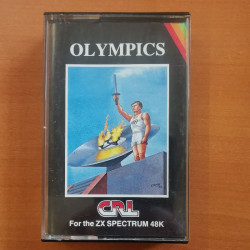 OLYMPICS
CRL
For the ZX SPECTRUM 48K